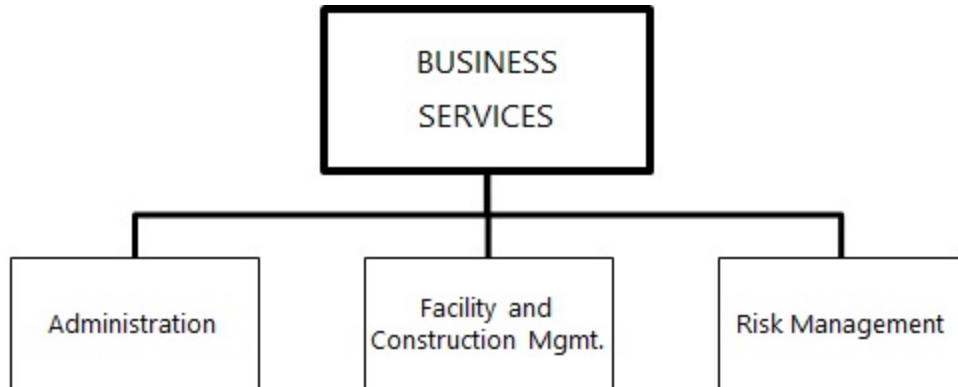 BUSINESS
SERVICES
Administration
Facility and
Construction Mgmt.
Risk Management